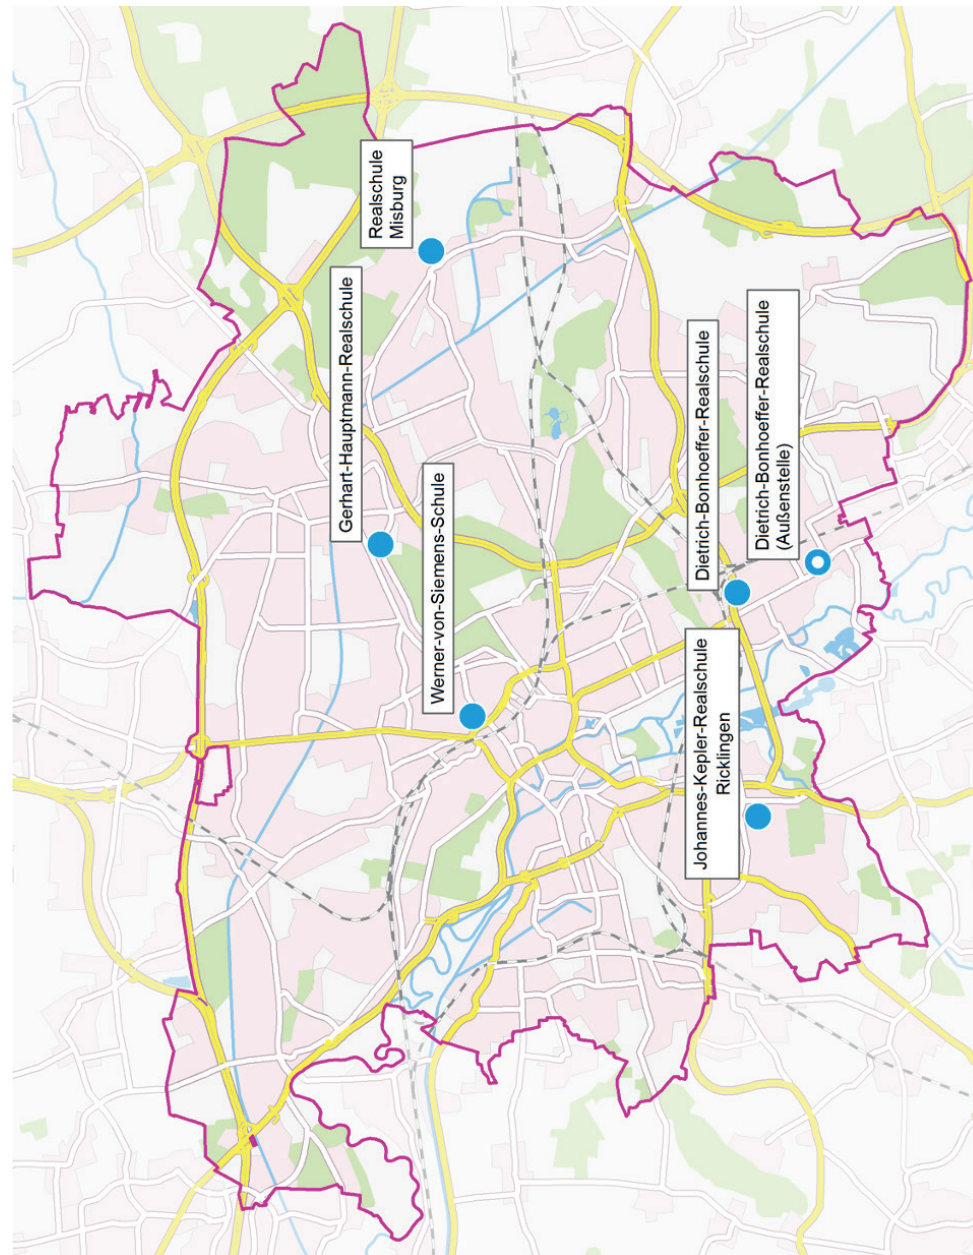 Realschule
Misburg
Gerhart-Hauptmann-Realschule
Werner-von-Siemens-Schule
Dietrich-Bonhoeffer-Realschule
Dietrich-Bonhoeffer-Realschule
(Außenstelle)
Johannes-Kepler-Realschule
Ricklingen